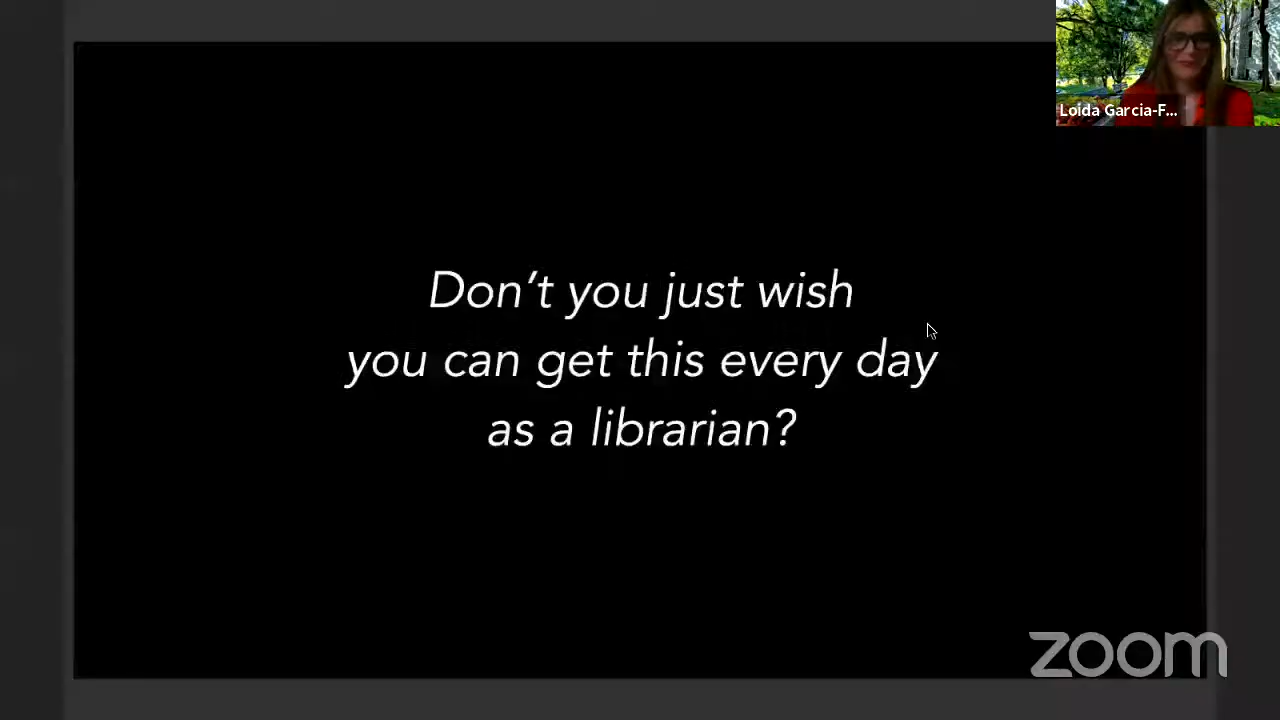 Loida Garcia-F...
Don’t you just wish
you can get this every day
as a librarian?
zoom